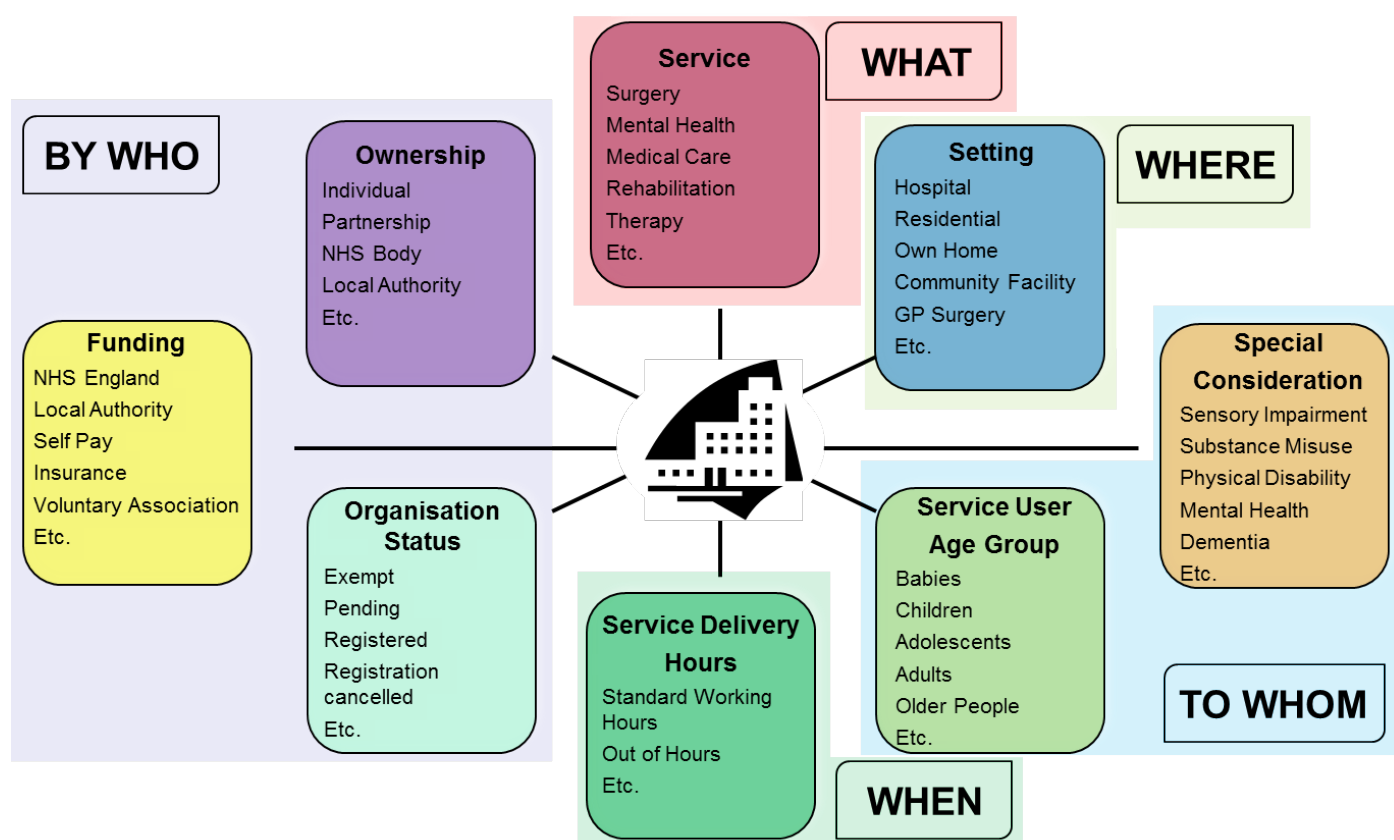 BY WHO
Ownership
Individual
Partnership
NHS Body
Local Authority
Etc.
Funding
NHS England
Local Authority
Self Pay
Insurance
Voluntary Association
Etc.
Organisation
Status
Exempt
Pending
Registered
Registration
cancelled
Etc.
Service
Surgery
Mental Health
Medical Care
Rehabilitation
Therapy
Etc.
WHAT
Setting
Hospital
Residential
Own Home
Community Facility
GP Surgery
Etc.
WHERE
Special
Consideration
Sensory Impairment
Substance Misuse
Physical Disability
Mental Health
Dementia
Etc.
Service User
Age Group
Babies
Children
Adolescents
Adults
Older People
Etc.
TO WHOM
Service Delivery
Hours
Standard Working
Hours
Out of Hours
Etc.
WHEN